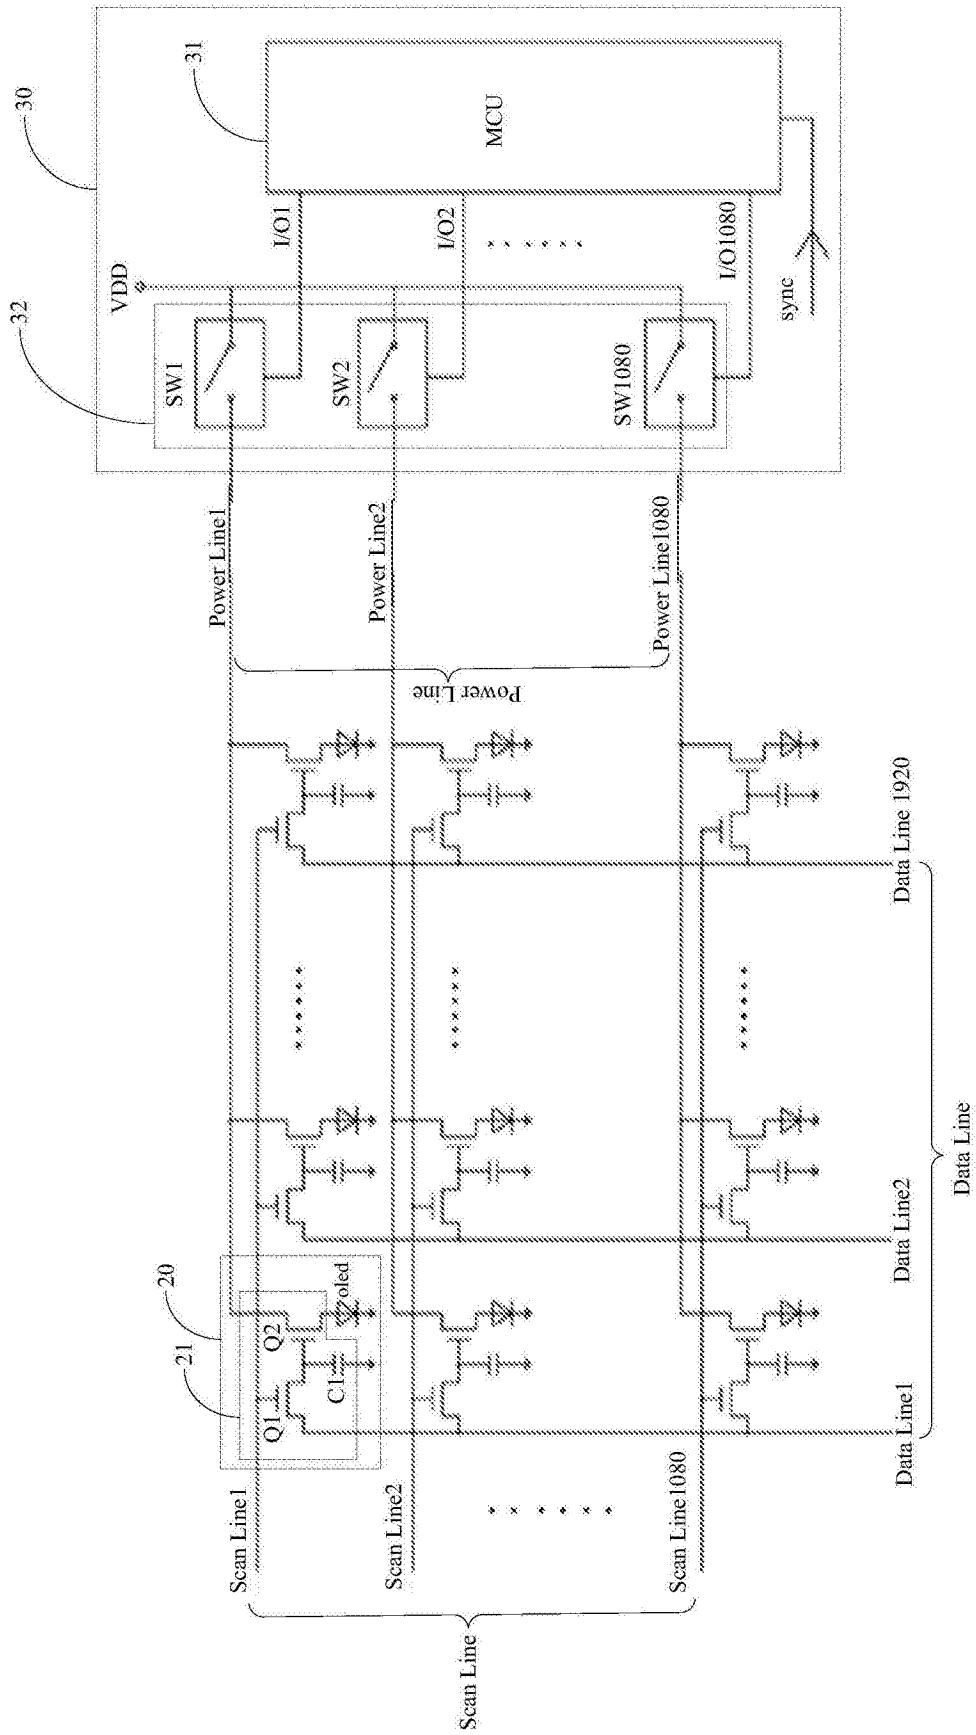 30
31
MCU
I/O1
I/O2
I/O1080
sync
VDD
32
SW1
SW2
SW1080
Power Line1
Power Line2
Power Line1080
Power Line
Data Line 1920
Data Line2
Data Line1
Data Line
20
21
Q1
Q2
C1
oled
Scan Line1
Scan Line2
Scan Line1080
Scan Line